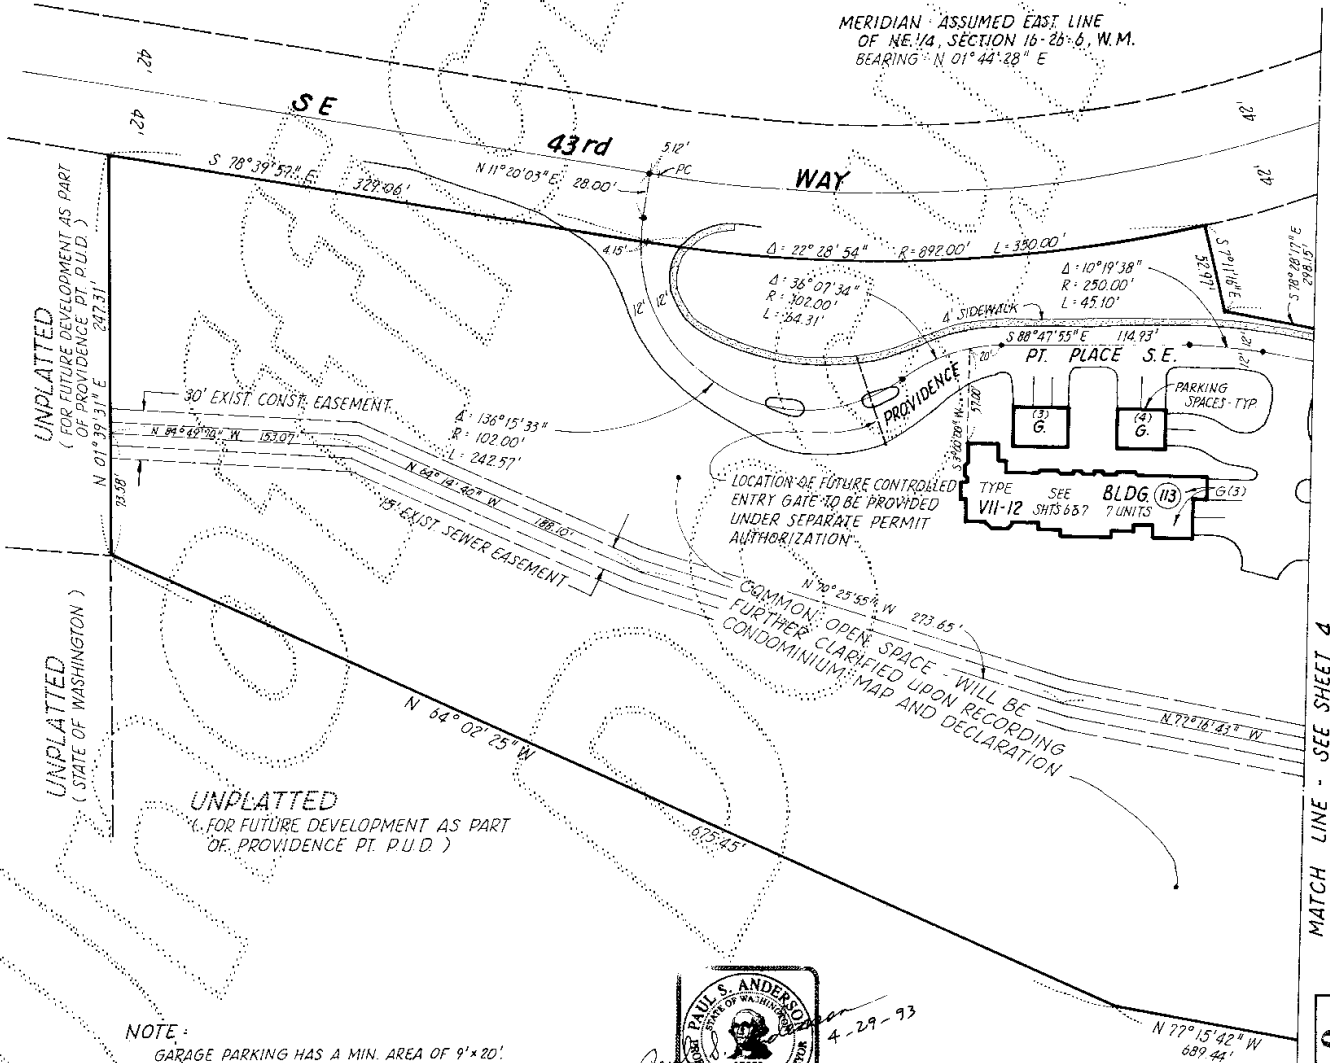 MERIDIAN : ASSUMED EAST LINE
OF NE.1/4, SECTION 16-26-6, W.M.
BEARING : N 01° 44' 28" E
42'
42'
SE
43rd
WAY
42'
42'
5.12'
PC
S 78° 39' 57" E
329.06'
N 11° 20' 03" E
28.00'
4.15'
Δ = 22° 28' 54"
R = 892.00'
L = 350.00'
S 7° 11' 16" E
52.97'
S 78° 28' 17" E
298.15'
UNPLATTED
( FOR FUTURE DEVELOPMENT AS PART
OF PROVIDENCE PT. P.U.D. )
N 01° 39' 31" E
247.31'
Δ = 36° 07' 34"
R = 102.00'
L = 64.31'
Δ = 10° 19' 38"
R = 250.00'
L = 45.10'
12'
12'
4' SIDEWALK
S 88° 47' 55" E
114.93'
20'
PROVIDENCE
PT. PLACE S.E.
12'
12'
PARKING
SPACES - TYP.
30' EXIST. CONST. EASEMENT
153.07'
Δ = 136° 15' 33"
R = 102.00'
L = 242.57'
57.00'
(3)
G.
(4)
G.
73.58'
N 64° 14' 40" W
188.10'
15' EXIST SEWER EASEMENT
LOCATION OF FUTURE CONTROLLED
ENTRY GATE TO BE PROVIDED
UNDER SEPARATE PERMIT
AUTHORIZATION
TYPE
VII-12
SEE
SHTS 6&7
BLDG. 113
7 UNITS
G(3)
N 70° 25' 55" W
273.65'
COMMON OPEN SPACE - WILL BE
FURTHER CLARIFIED UPON RECORDING
CONDOMINIUM MAP AND DECLARATION
N 72° 16' 43" W
UNPLATTED
( STATE OF WASHINGTON )
N 64° 02' 25" W
675.45'
UNPLATTED
( FOR FUTURE DEVELOPMENT AS PART
OF PROVIDENCE PT. P.U.D. )
MATCH LINE - SEE SHEET 4
N 77° 15' 42" W
689.44'
NOTE :
GARAGE PARKING HAS A MIN. AREA OF 9' x 20'.
PAUL S. ANDERSON
STATE OF WASHINGTON
4-29-93